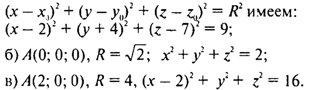 (x – x₃)² + (y – y₀)² + (z – z₀)² = R² имеем:
(x – 2)² + (y + 4)² + (z – 7)² = 9;
б) A(0; 0; 0), R = √2; x² + y² + z² = 2;
в) A(2; 0; 0), R = 4, (x – 2)² + y² + z² = 16.